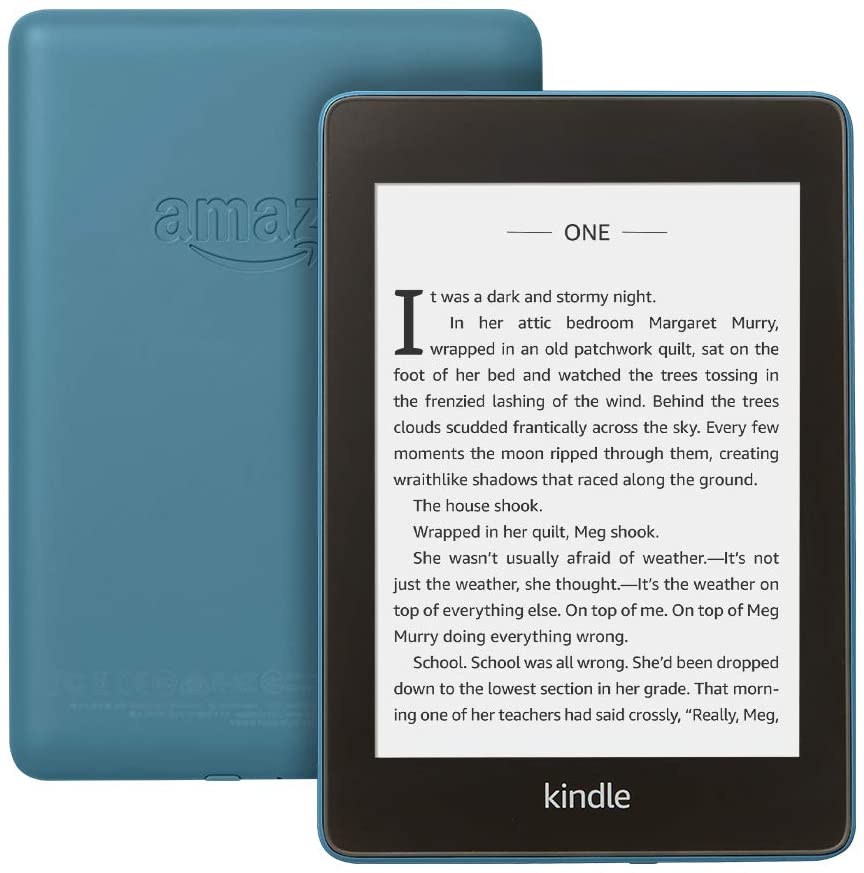 amaz
ONE
It was a dark and stormy night.
In her attic bedroom Margaret Murry,
wrapped in an old patchwork quilt, sat on the
foot of her bed and watched the trees tossing in
the frenzied lashing of the wind. Behind the trees
clouds scudded frantically across the sky. Every few
moments the moon ripped through them, creating
wraithlike shadows that raced along the ground.
The house shook.
Wrapped in her quilt, Meg shook.
She wasn’t usually afraid of weather.—It’s not
just the weather, she thought.—It’s the weather on
top of everything else. On top of me. On top of Meg
Murry doing everything wrong.
School. School was all wrong. She’d been dropped
down to the lowest section in her grade. That morn-
ing one of her teachers had said crossly, “Really, Meg,
kindle